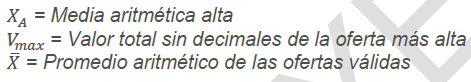 X_A = Media aritmética alta
V_max = Valor total sin decimales de la oferta más alta
X̄ = Promedio aritmético de las ofertas válidas